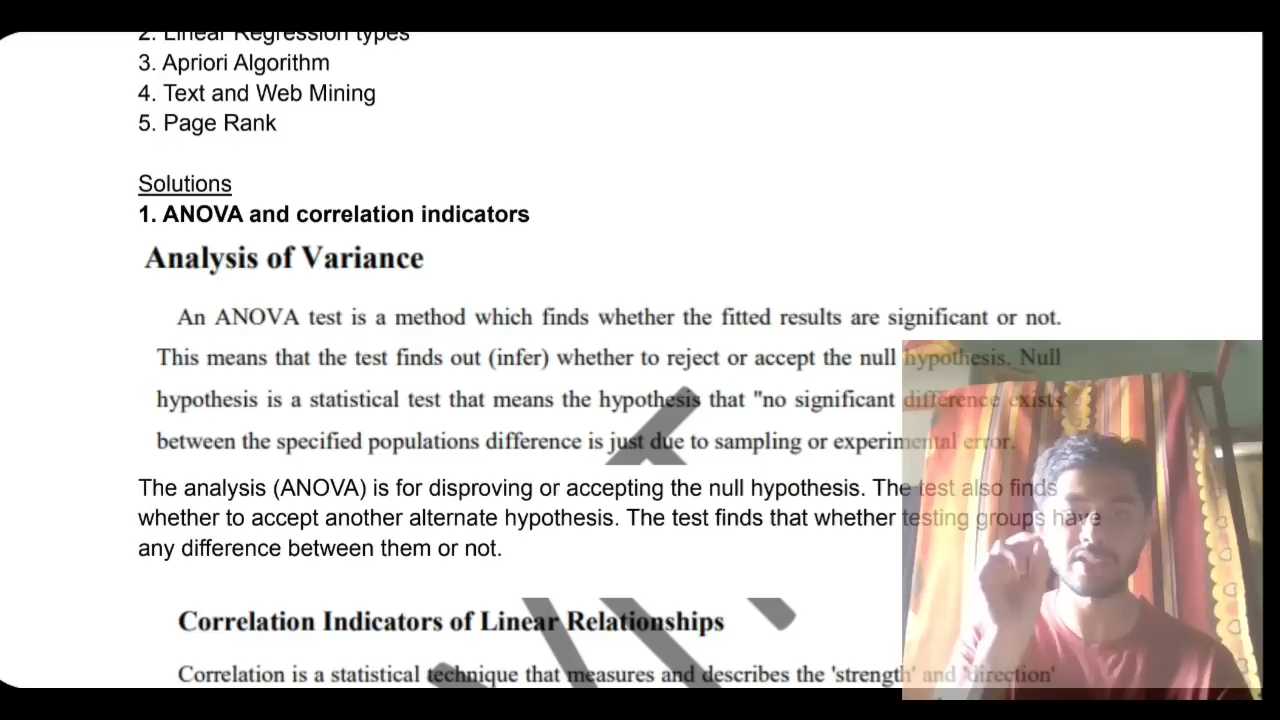 2. Linear Regression types
3. Apriori Algorithm
4. Text and Web Mining
5. Page Rank
Solutions
1. ANOVA and correlation indicators
Analysis of Variance
An ANOVA test is a method which finds whether the fitted results are significant or not.
This means that the test finds out (infer) whether to reject or accept the null hypothesis. Null
hypothesis is a statistical test that means the hypothesis that "no significant difference exists
between the specified populations difference is just due to sampling or experimental error.
The analysis (ANOVA) is for disproving or accepting the null hypothesis. The test also finds
whether to accept another alternate hypothesis. The test finds that whether testing groups have
any difference between them or not.
Correlation Indicators of Linear Relationships
Correlation is a statistical technique that measures and describes the 'strength' and 'direction'